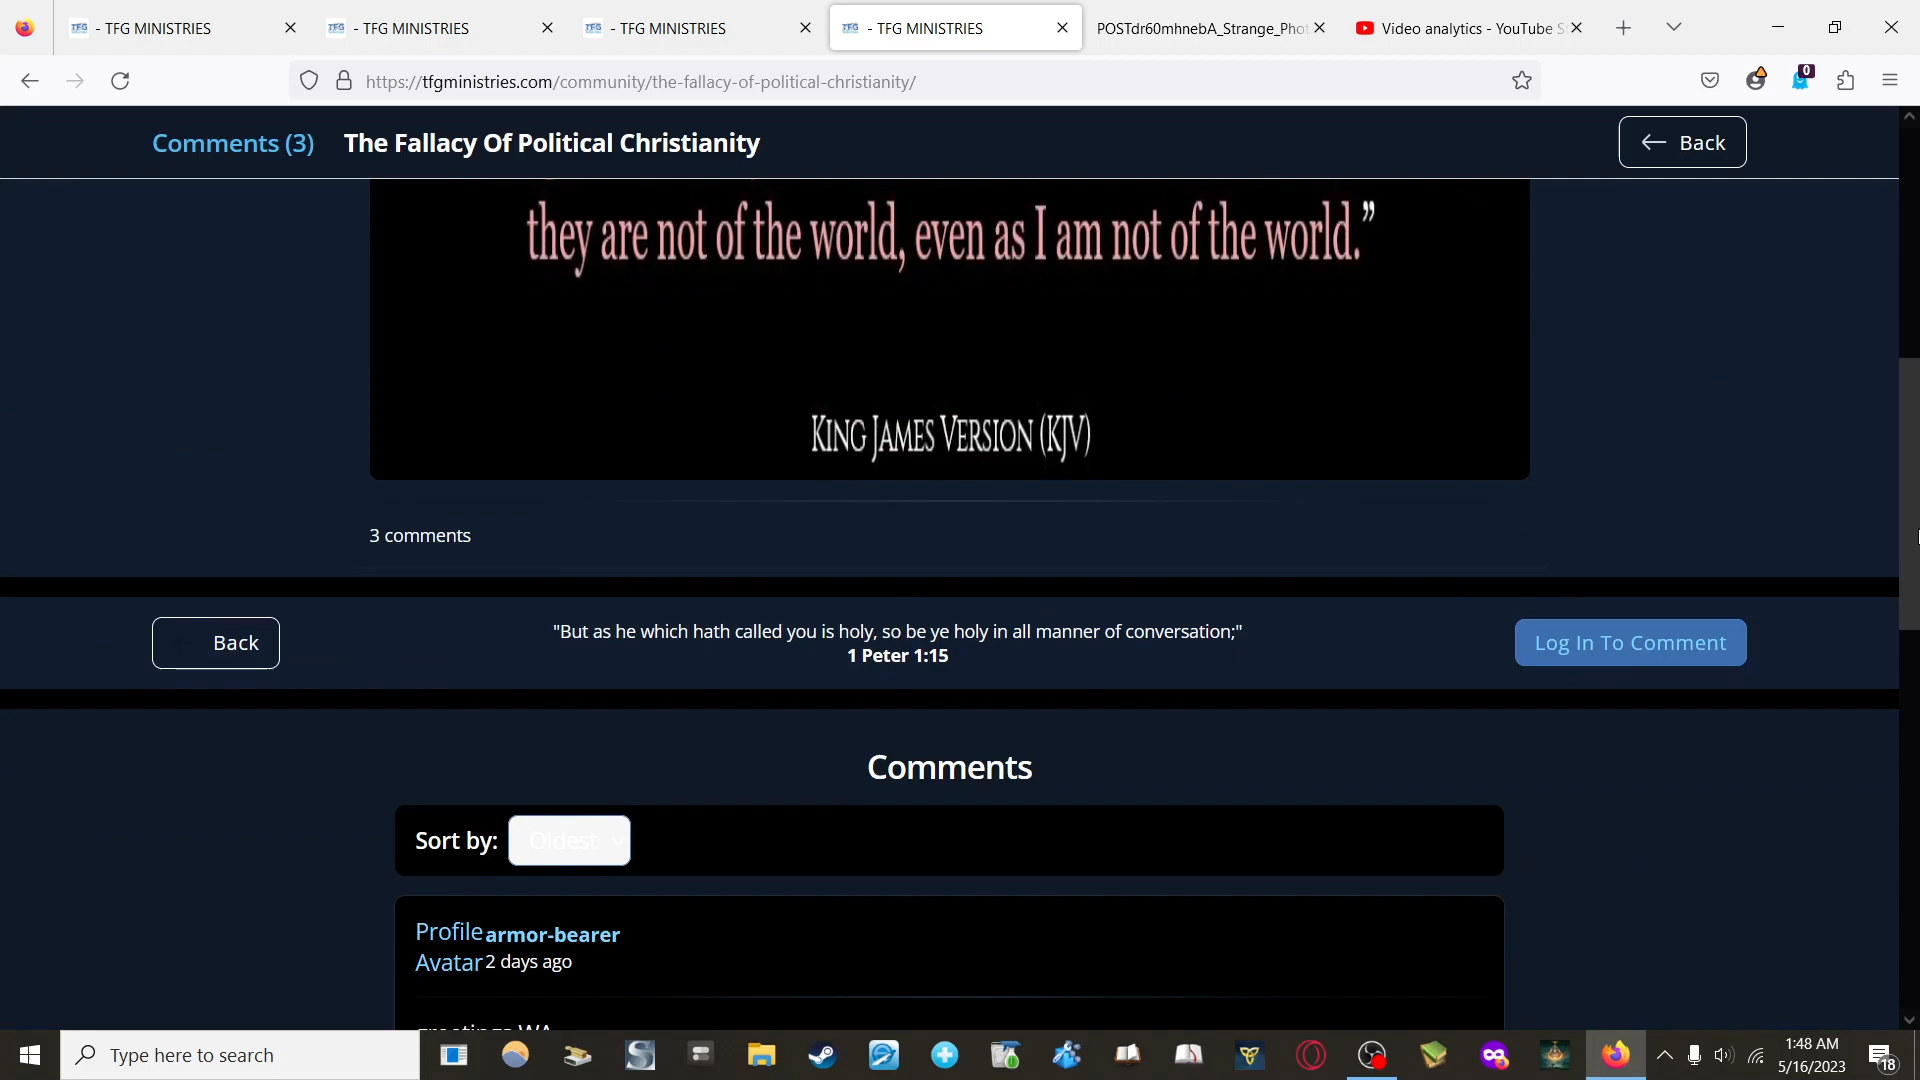 - TFG MINISTRIES
- TFG MINISTRIES
- TFG MINISTRIES
- TFG MINISTRIES
POSTdr60mhnebA_Strange_Phot
Video analytics - YouTube S
https://tfgministries.com/community/the-fallacy-of-political-christianity/
0
Comments (3)
The Fallacy Of Political Christianity
Back
they are not of the world, even as I am not of the world.”
KING JAMES VERSION (KJV)
3 comments
Back
"But as he which hath called you is holy, so be ye holy in all manner of conversation;"
1 Peter 1:15
Log In To Comment
Comments
Sort by:
Oldest
Profile
armor-bearer
Avatar
2 days ago
greetings WA
Type here to search
1:48 AM
5/16/2023
18